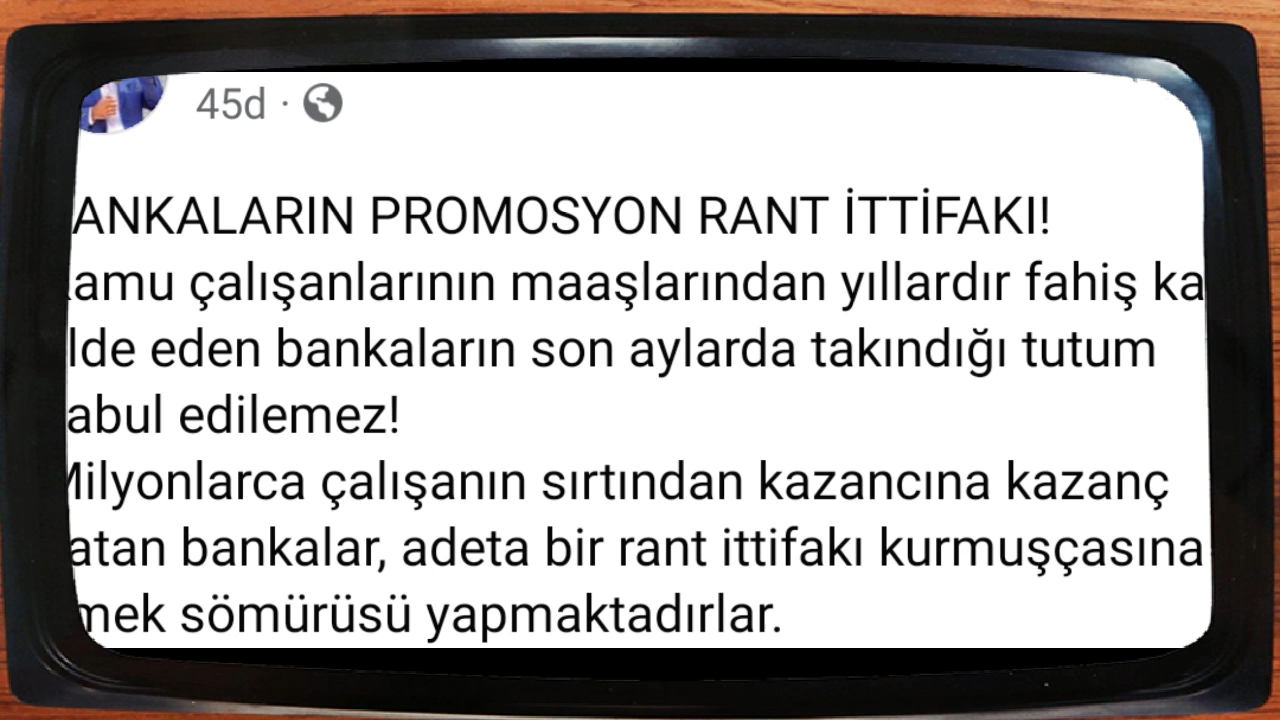 45d ·
ANKALARIN PROMOSYON RANT İTTİFAKI!
amu çalışanlarının maaşlarından yıllardır fahiş ka
lde eden bankaların son aylarda takındığı tutum
abul edilemez!
Milyonlarca çalışanın sırtından kazancına kazanç
atan bankalar, adeta bir rant ittifakı kurmuşçasına
mek sömürüsü yapmaktadırlar.